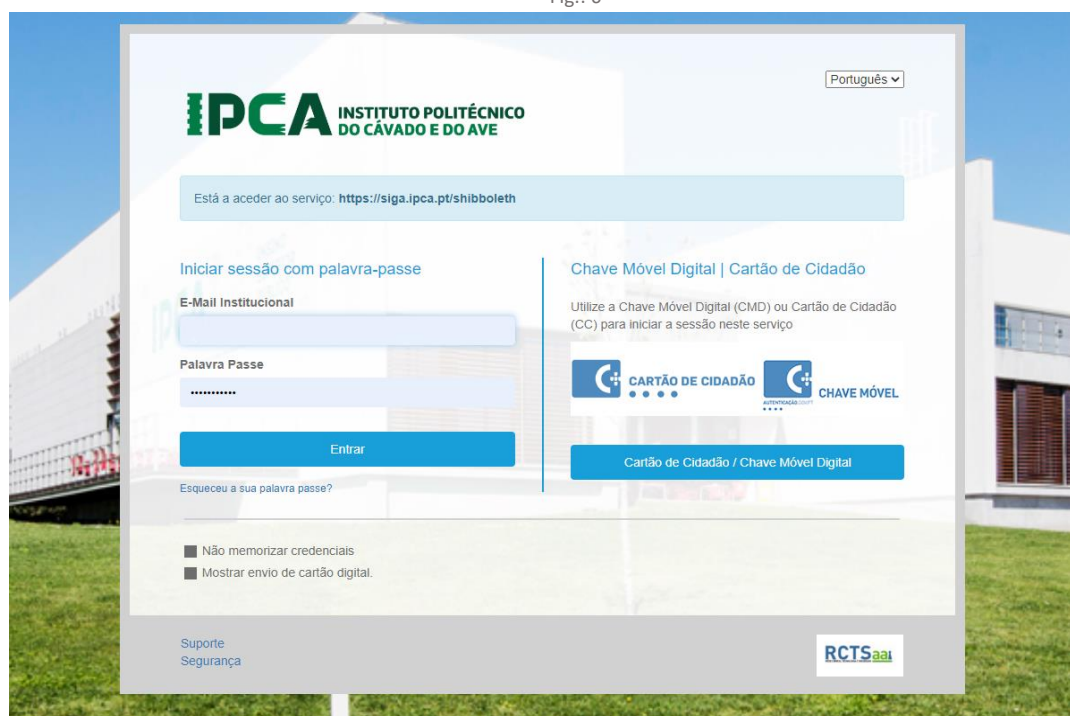 Português
IPCA INSTITUTO POLITÉCNICO
DO CÁVADO E DO AVE
Está a aceder ao serviço: https://siga.ipca.pt/shibboleth
Iniciar sessão com palavra-passe
E-Mail Institucional
Palavra Passe
•••••••••••
Entrar
Esqueceu a sua palavra passe?
Chave Móvel Digital | Cartão de Cidadão
Utilize a Chave Móvel Digital (CMD) ou Cartão de Cidadão
(CC) para iniciar a sessão neste serviço
CARTÃO DE CIDADÃO
CHAVE MÓVEL
Cartão de Cidadão / Chave Móvel Digital
Não memorizar credenciais
Mostrar envio de cartão digital.
Suporte
Segurança
RCTSaai